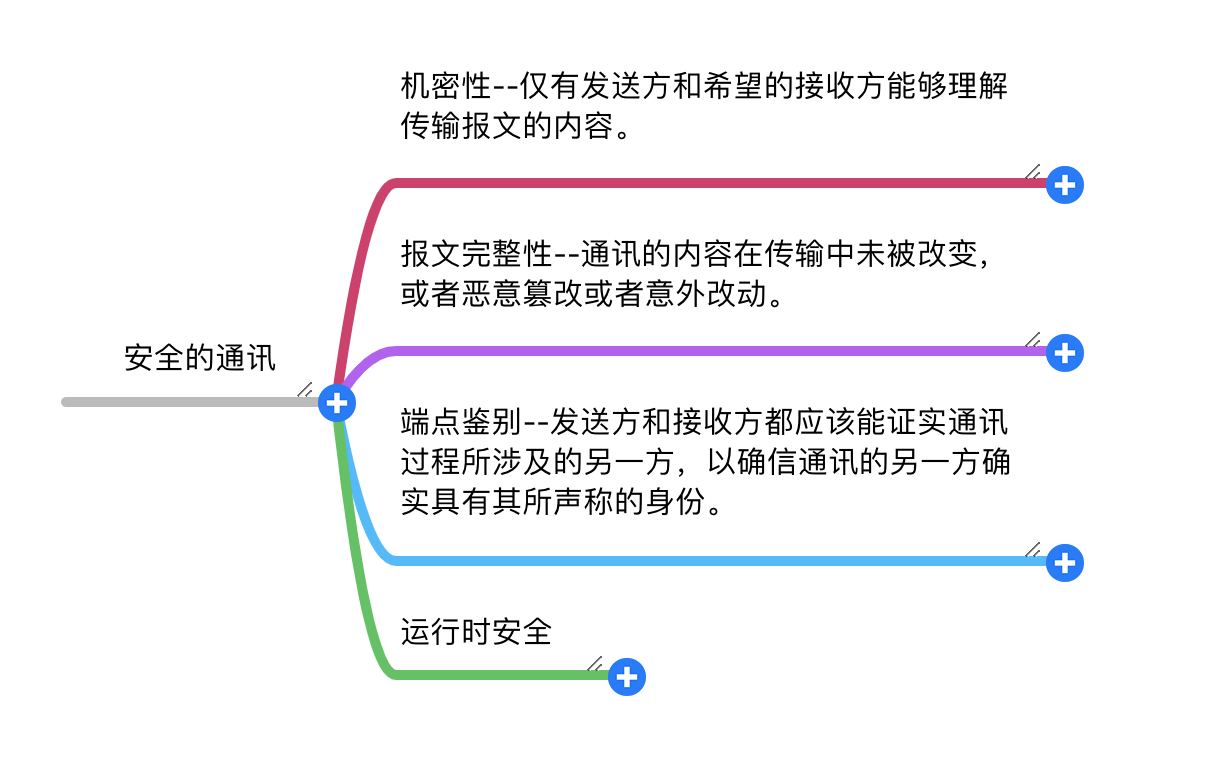 机密性--仅有发送方和希望的接收方能够理解
传输报文的内容。
报文完整性--通讯的内容在传输中未被改变，
或者恶意篡改或者意外改动。
安全的通讯
端点鉴别--发送方和接收方都应该能证实通讯
过程所涉及的另一方，以确信通讯的另一方确
实具有其所声称的身份。
运行时安全